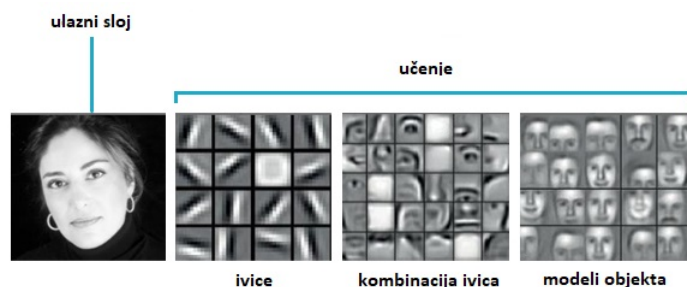 ulazni sloj
učenje
ivice
kombinacija ivica
modeli objekta